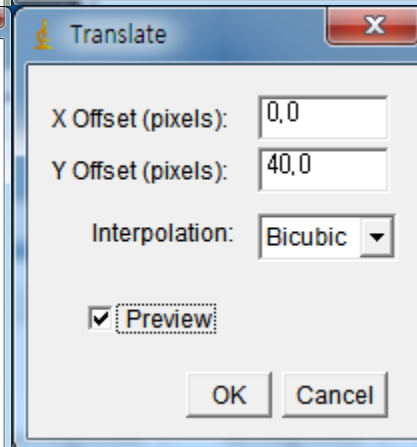 Translate
X Offset (pixels): 0,0
Y Offset (pixels): 40,0
Interpolation: Bicubic
Preview
OK Cancel